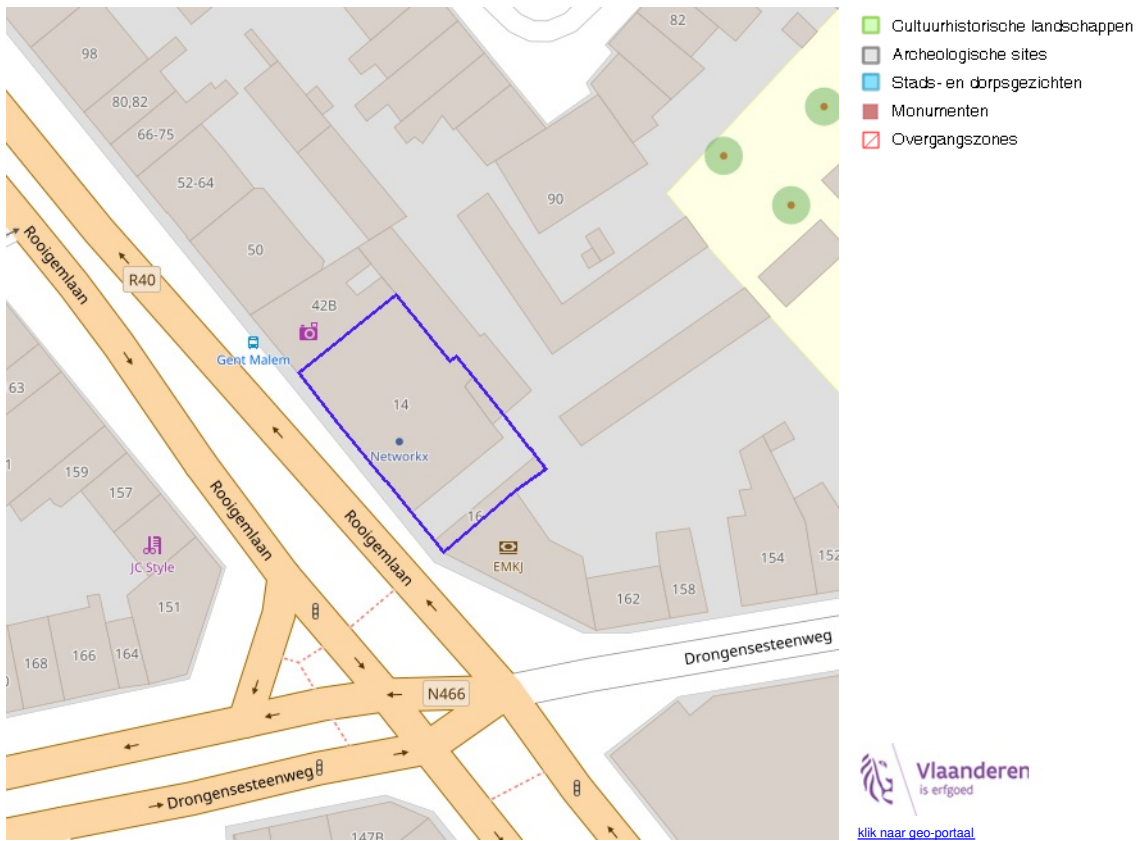 98
82
80,82
66-75
52-64
90
50
Rooigemlaan
R40
42B
Gent Malem
63
14
Networkx
159
157
Rooigemlaan
Rooigemlaan
16
EMKJ
JC Style
154
152
151
162
158
168
166
164
Drongensesteenweg
N466
Drongensesteenweg
147B
Cultuurhistorische landschappen
Archeologische sites
Stads- en dorpsgezichten
Monumenten
Overgangszones
Vlaanderen
is erfgoed
klik naar geo-portaal